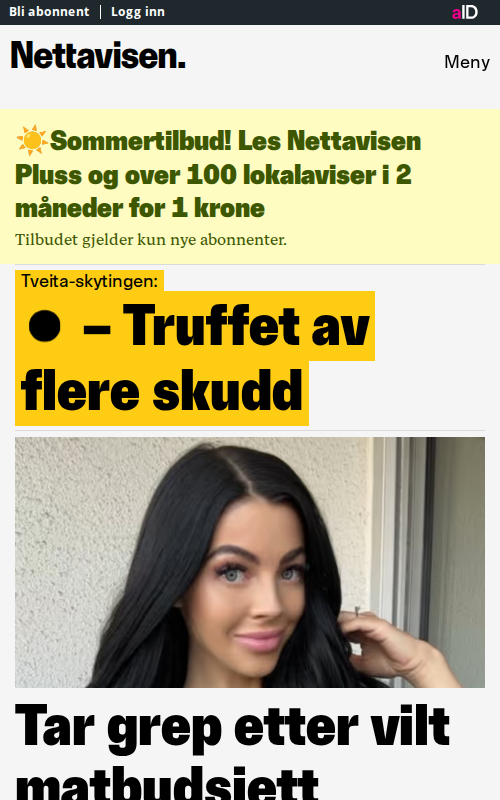 Bli abonnent | Logg inn
aID
Nettavisen.
Meny
☀️Sommertilbud! Les Nettavisen
Pluss og over 100 lokalaviser i 2
måneder for 1 krone
Tilbudet gjelder kun nye abonnenter.
Tveita-skytingen:
● – Truffet av
flere skudd
Tar grep etter vilt
matbudsjett